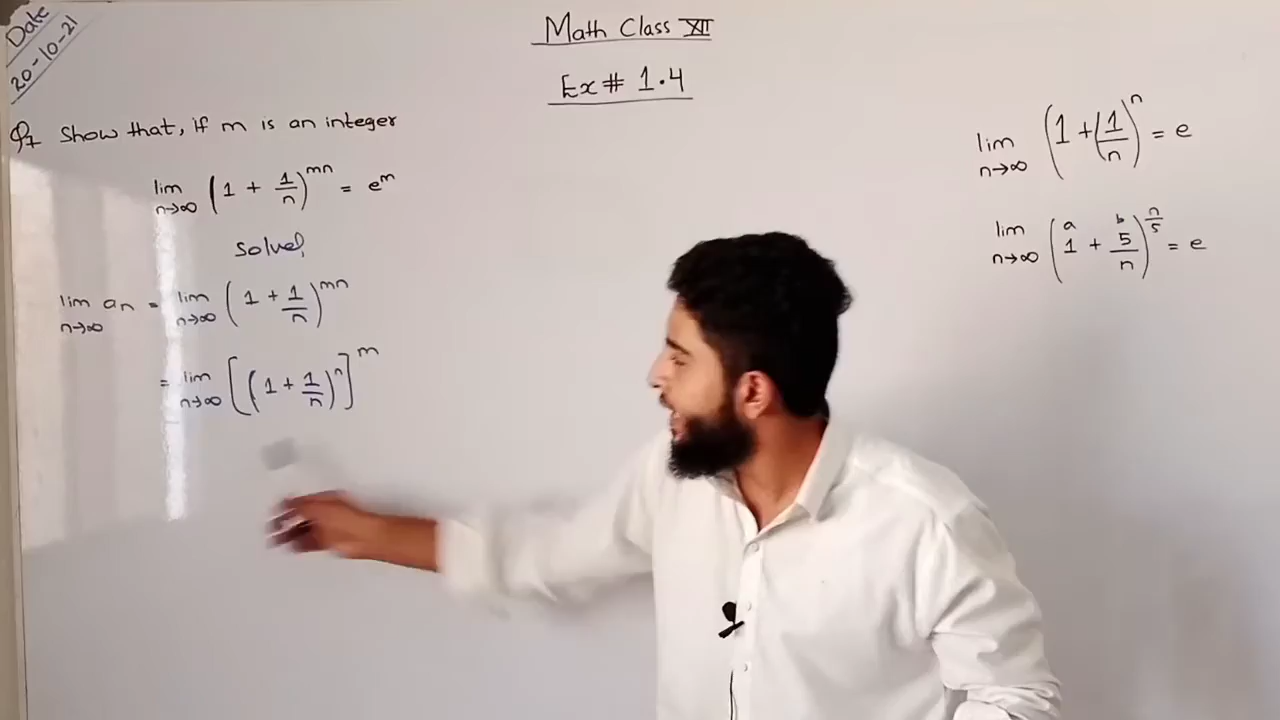 Date
20-10-21
Math Class XII
Ex# 1.4
Q7 Show that, if m is an integer
lim n→∞ (1 + 1/n)^mn = e^m
Solve,
lim n→∞ an = lim n→∞ (1 + 1/n)^mn
= lim n→∞ [((1 + 1/n)^n]^m
lim n→∞ (1 + (1/n)^n = e
lim n→∞ (a 1 + b 5/n)^n/5 = e